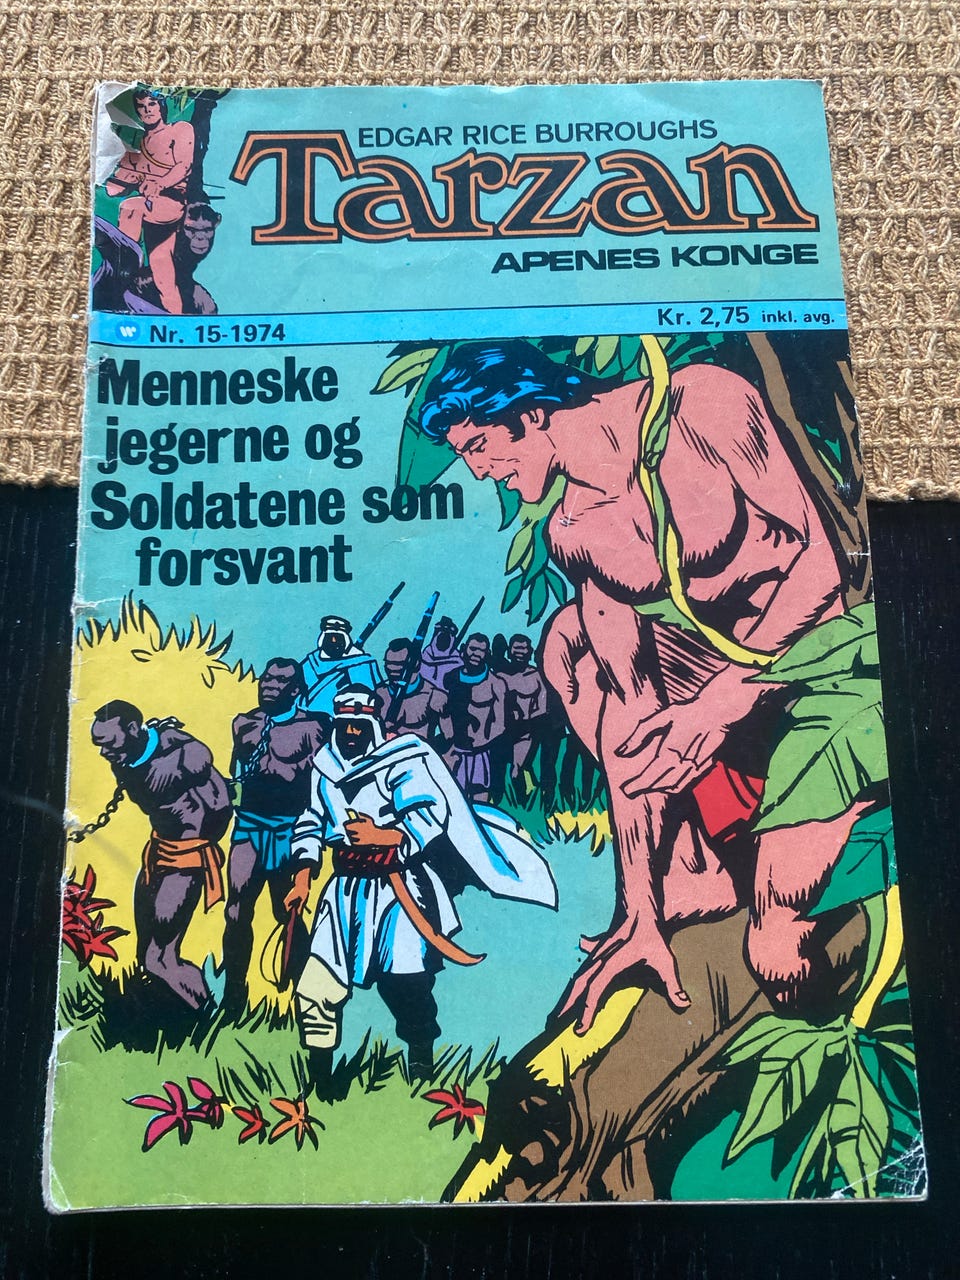 EDGAR RICE BURROUGHS
Tarzan
APENES KONGE
Nr. 15-1974
Kr. 2,75 inkl. avg.
Menneske
jegerne og
Soldatene som
forsvant